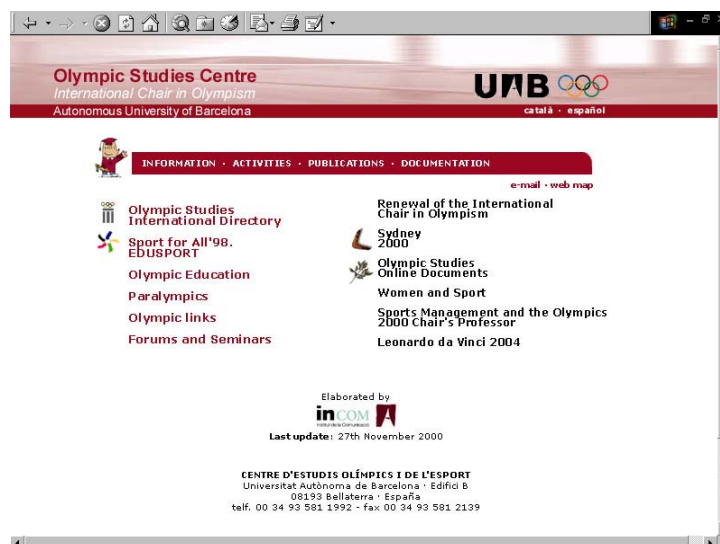 Olympic Studies Centre
International Chair in Olympism
UAB
Autonomous University of Barcelona
català · español
INFORMATION · ACTIVITIES · PUBLICATIONS · DOCUMENTATION
e-mail · web map
Olympic Studies
International Directory
Sport for All'98.
EDUSPORT
Olympic Education
Paralympics
Olympic links
Forums and Seminars
Renewal of the International
Chair in Olympism
Sydney
2000
Olympic Studies
Online Documents
Women and Sport
Sports Management and the Olympics
2000 Chair's Professor
Leonardo da Vinci 2004
Elaborated by
inCOM
Institut de la Comunicació
Last update: 27th November 2000
CENTRE D'ESTUDIS OLÍMPICS I DE L'ESPORT
Universitat Autònoma de Barcelona · Edifici B
08193 Bellaterra · España
telf. 00 34 93 581 1992 - fax 00 34 93 581 2139